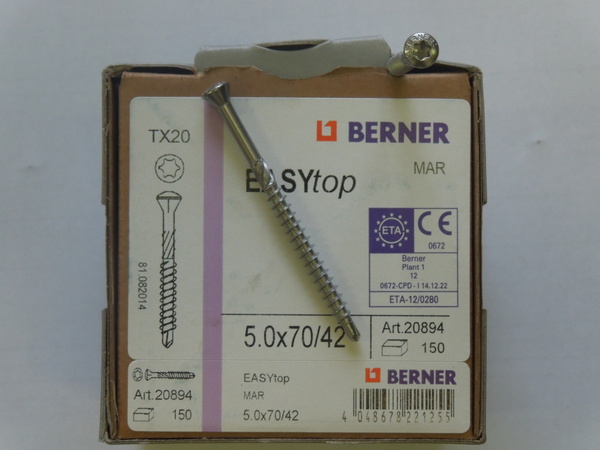 TX20
BERNER
EASYtop
MAR
ETA
CE
0672
Berner
Plant 1
12
0672-CPD - I 14.12.22
ETA-12/0280
81.082014
5.0x70/42
Art.20894
150
EASYtop
BERNER
Art.20894
MAR
150
5.0x70/42
4 048678 221255